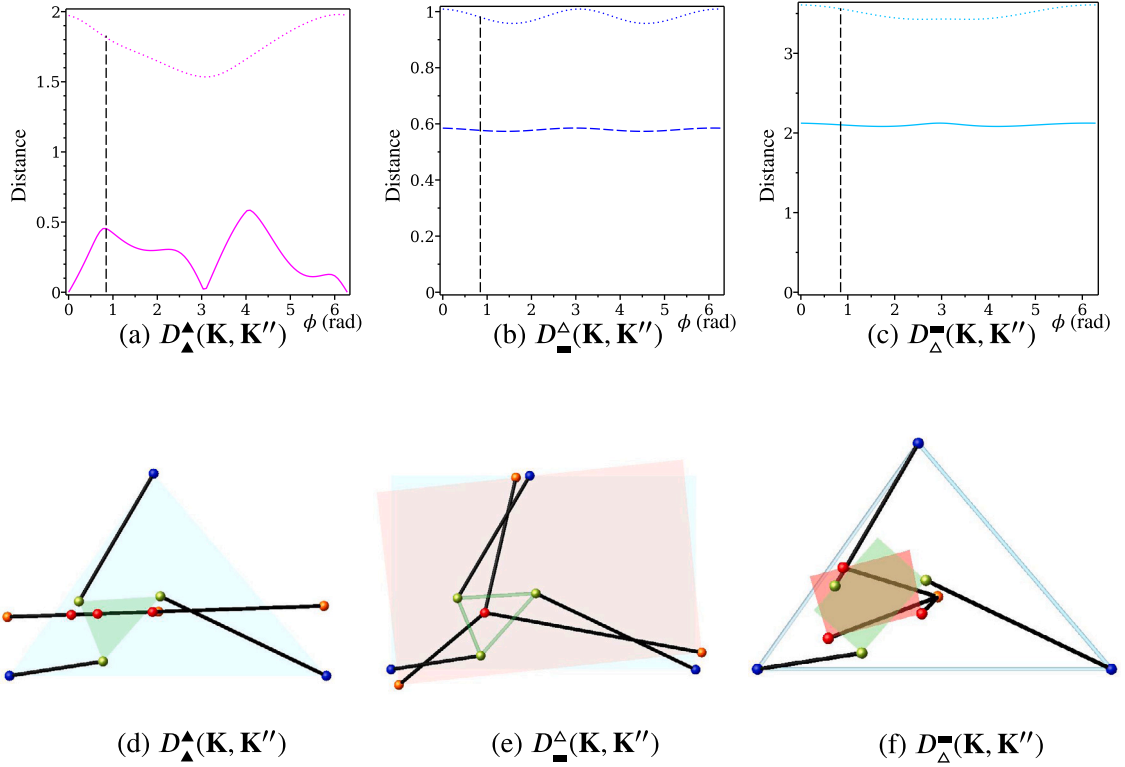 2
1.5
1
0.5
0
Distance
0 1 2 3 4 5 6
ϕ (rad)
(a) D▲▲(K, K″)
1
0.8
0.6
0.4
0.2
0
Distance
0 1 2 3 4 5 6
ϕ (rad)
(b) D△▬(K, K″)
3
2
1
0
Distance
0 1 2 3 4 5 6
ϕ (rad)
(c) D▬△(K, K″)
(d) D▲▲(K, K″)
(e) D△▬(K, K″)
(f) D▬△(K, K″)